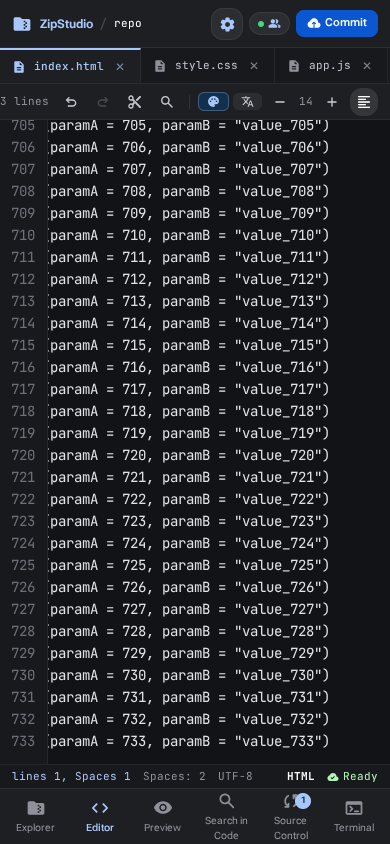 ZipStudio / repo
Commit
index.html × style.css × app.js ×
3 lines 14
705 (paramA = 705, paramB = "value_705")
706 (paramA = 706, paramB = "value_706")
707 (paramA = 707, paramB = "value_707")
708 (paramA = 708, paramB = "value_708")
709 (paramA = 709, paramB = "value_709")
710 (paramA = 710, paramB = "value_710")
711 (paramA = 711, paramB = "value_711")
712 (paramA = 712, paramB = "value_712")
713 (paramA = 713, paramB = "value_713")
714 (paramA = 714, paramB = "value_714")
715 (paramA = 715, paramB = "value_715")
716 (paramA = 716, paramB = "value_716")
717 (paramA = 717, paramB = "value_717")
718 (paramA = 718, paramB = "value_718")
719 (paramA = 719, paramB = "value_719")
720 (paramA = 720, paramB = "value_720")
721 (paramA = 721, paramB = "value_721")
722 (paramA = 722, paramB = "value_722")
723 (paramA = 723, paramB = "value_723")
724 (paramA = 724, paramB = "value_724")
725 (paramA = 725, paramB = "value_725")
726 (paramA = 726, paramB = "value_726")
727 (paramA = 727, paramB = "value_727")
728 (paramA = 728, paramB = "value_728")
729 (paramA = 729, paramB = "value_729")
730 (paramA = 730, paramB = "value_730")
731 (paramA = 731, paramB = "value_731")
732 (paramA = 732, paramB = "value_732")
733 (paramA = 733, paramB = "value_733")
lines 1, Spaces 1 Spaces: 2 UTF-8 HTML Ready
1
Explorer Editor Preview Search in Code Source Control Terminal